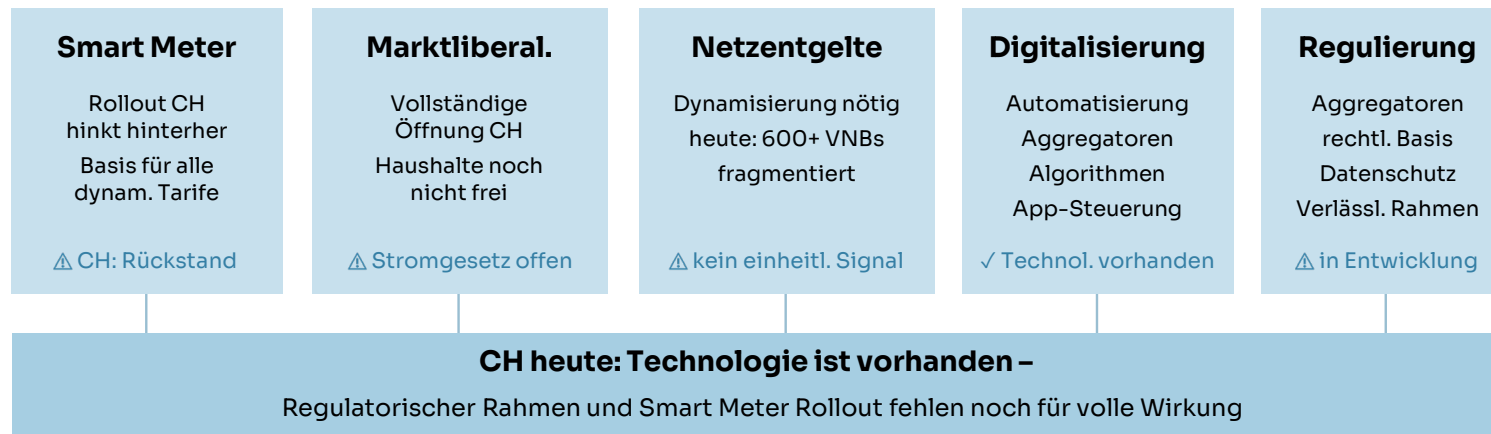 Smart Meter
Rollout CH
hinkt hinterher
Basis für alle
dynam. Tarife
⚠ CH: Rückstand
Marktliberal.
Vollständige
Öffnung CH
Haushalte noch
nicht frei
⚠ Stromgesetz offen
Netzentgelte
Dynamisierung nötig
heute: 600+ VNBs
fragmentiert
⚠ kein einheitl. Signal
Digitalisierung
Automatisierung
Aggregatoren
Algorithmen
App-Steuerung
✓ Technol. vorhanden
Regulierung
Aggregatoren
rechtl. Basis
Datenschutz
Verlässl. Rahmen
⚠ in Entwicklung
CH heute: Technologie ist vorhanden –
Regulatorischer Rahmen und Smart Meter Rollout fehlen noch für volle Wirkung